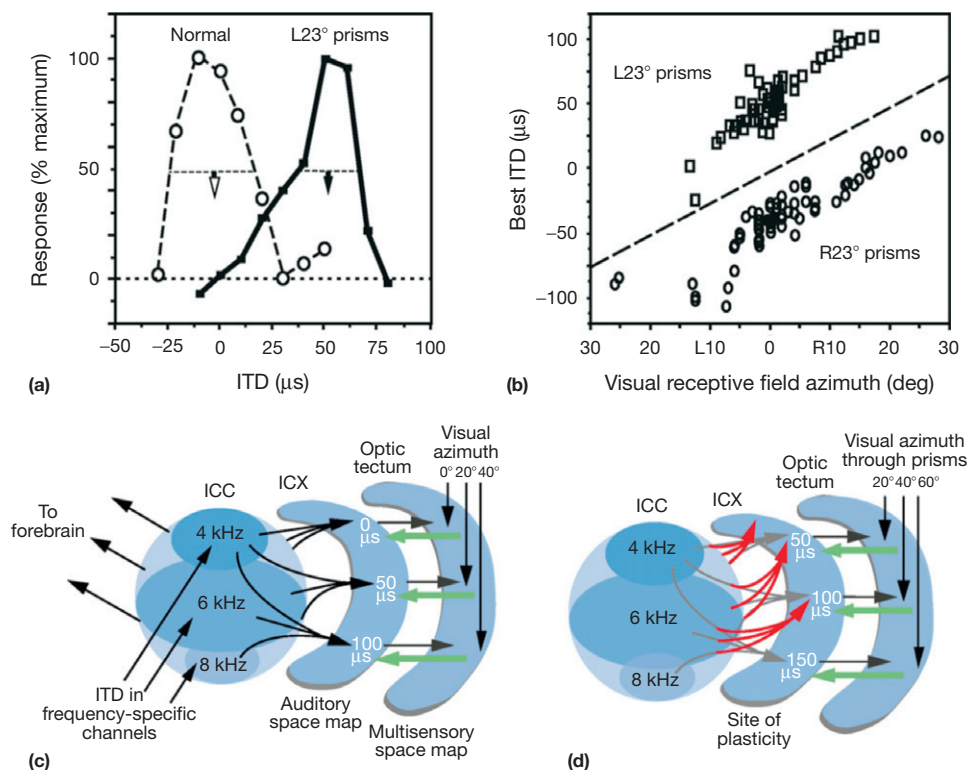 Normal
L23° prisms
Response (% maximum)
100
50
0
−50
−25
0
25
50
75
100
ITD (μs)
(a)
L23° prisms
R23° prisms
Best ITD (μs)
100
50
0
−50
−100
30
L10
0
R10
20
30
Visual receptive field azimuth (deg)
(b)
To
forebrain
ICC
ICX
Optic
tectum
Visual
azimuth
0° 20° 40°
4 kHz
6 kHz
8 kHz
0
μs
50
μs
100
μs
ITD in
frequency-specific
channels
Auditory
space map
Multisensory
space map
(c)
ICC
ICX
Optic
tectum
Visual azimuth
through prisms
20° 40° 60°
4 kHz
6 kHz
8 kHz
50
μs
100
μs
150
μs
Site of
plasticity
(d)